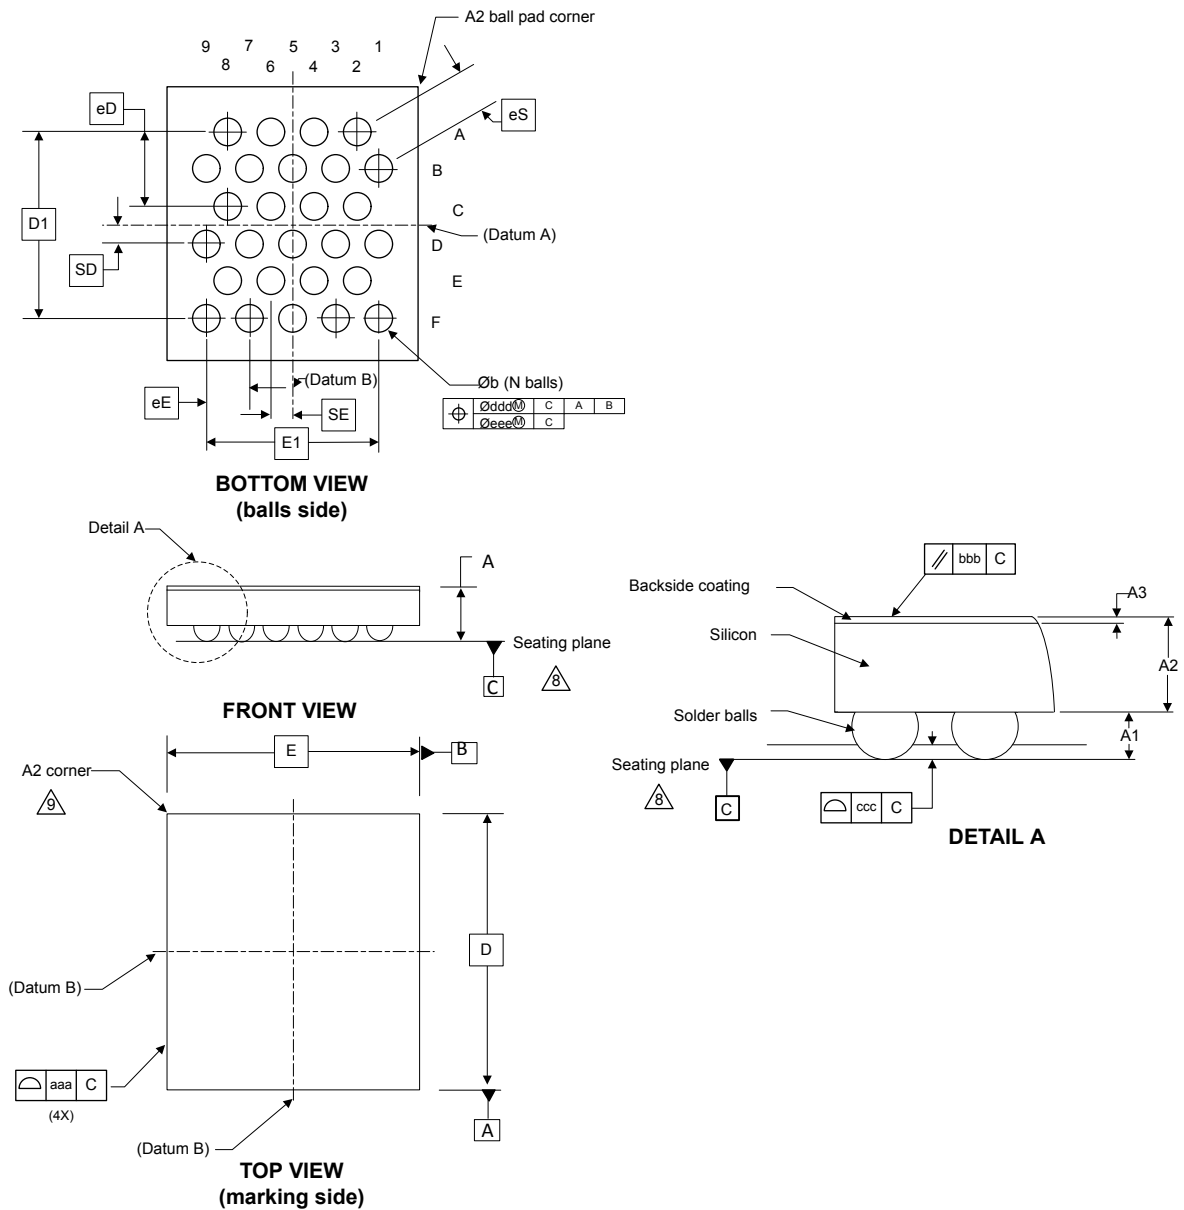 A2 ball pad corner
9 7 5 3 1
8 6 4 2
eD
eS
A
B
C
D1
(Datum A)
D
SD
E
F
(Datum B)
Øb (N balls)
eE
SE
Øddd Ⓜ C A B
Øeee Ⓜ C
E1
BOTTOM VIEW
(balls side)
Detail A
A
Seating plane
C
8
FRONT VIEW
bbb C
Backside coating
A3
Silicon
A2
Solder balls
A1
Seating plane
8
C
ccc C
DETAIL A
E
B
A2 corner
9
D
(Datum B)
aaa C
(4X)
A
(Datum B)
TOP VIEW
(marking side)